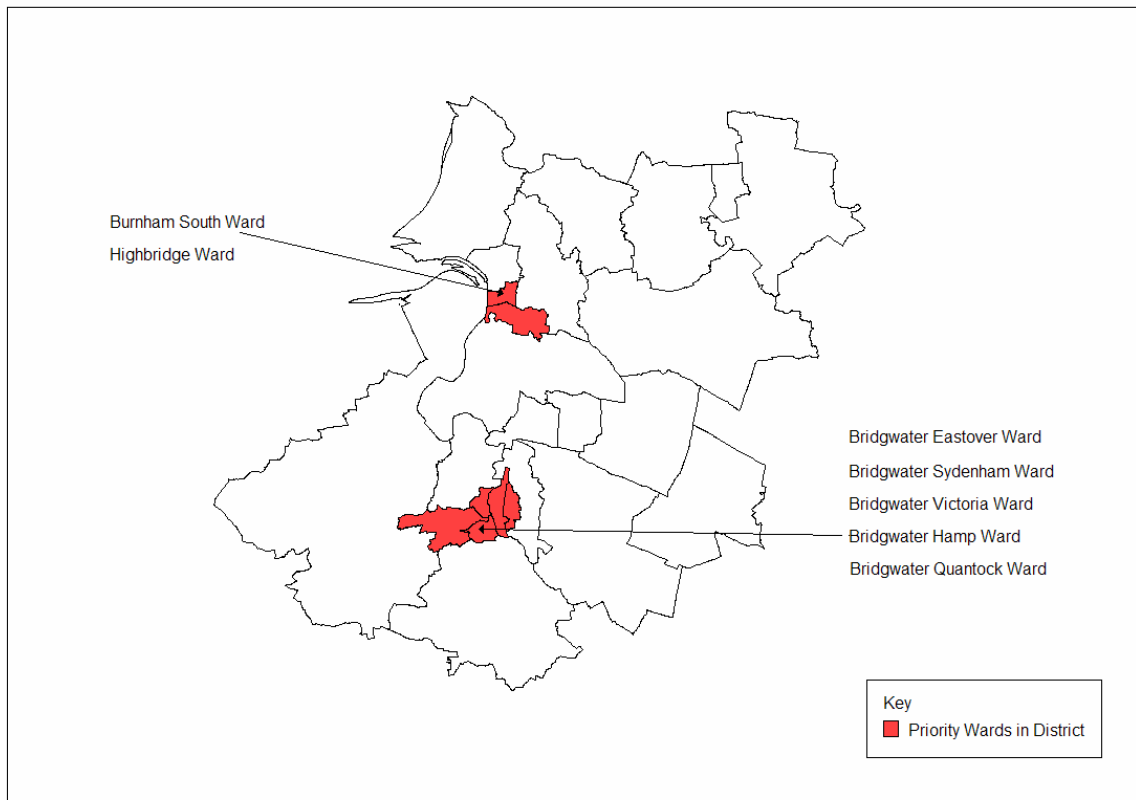 Burnham South Ward
Highbridge Ward
Bridgwater Eastover Ward
Bridgwater Sydenham Ward
Bridgwater Victoria Ward
Bridgwater Hamp Ward
Bridgwater Quantock Ward
Key
Priority Wards in District